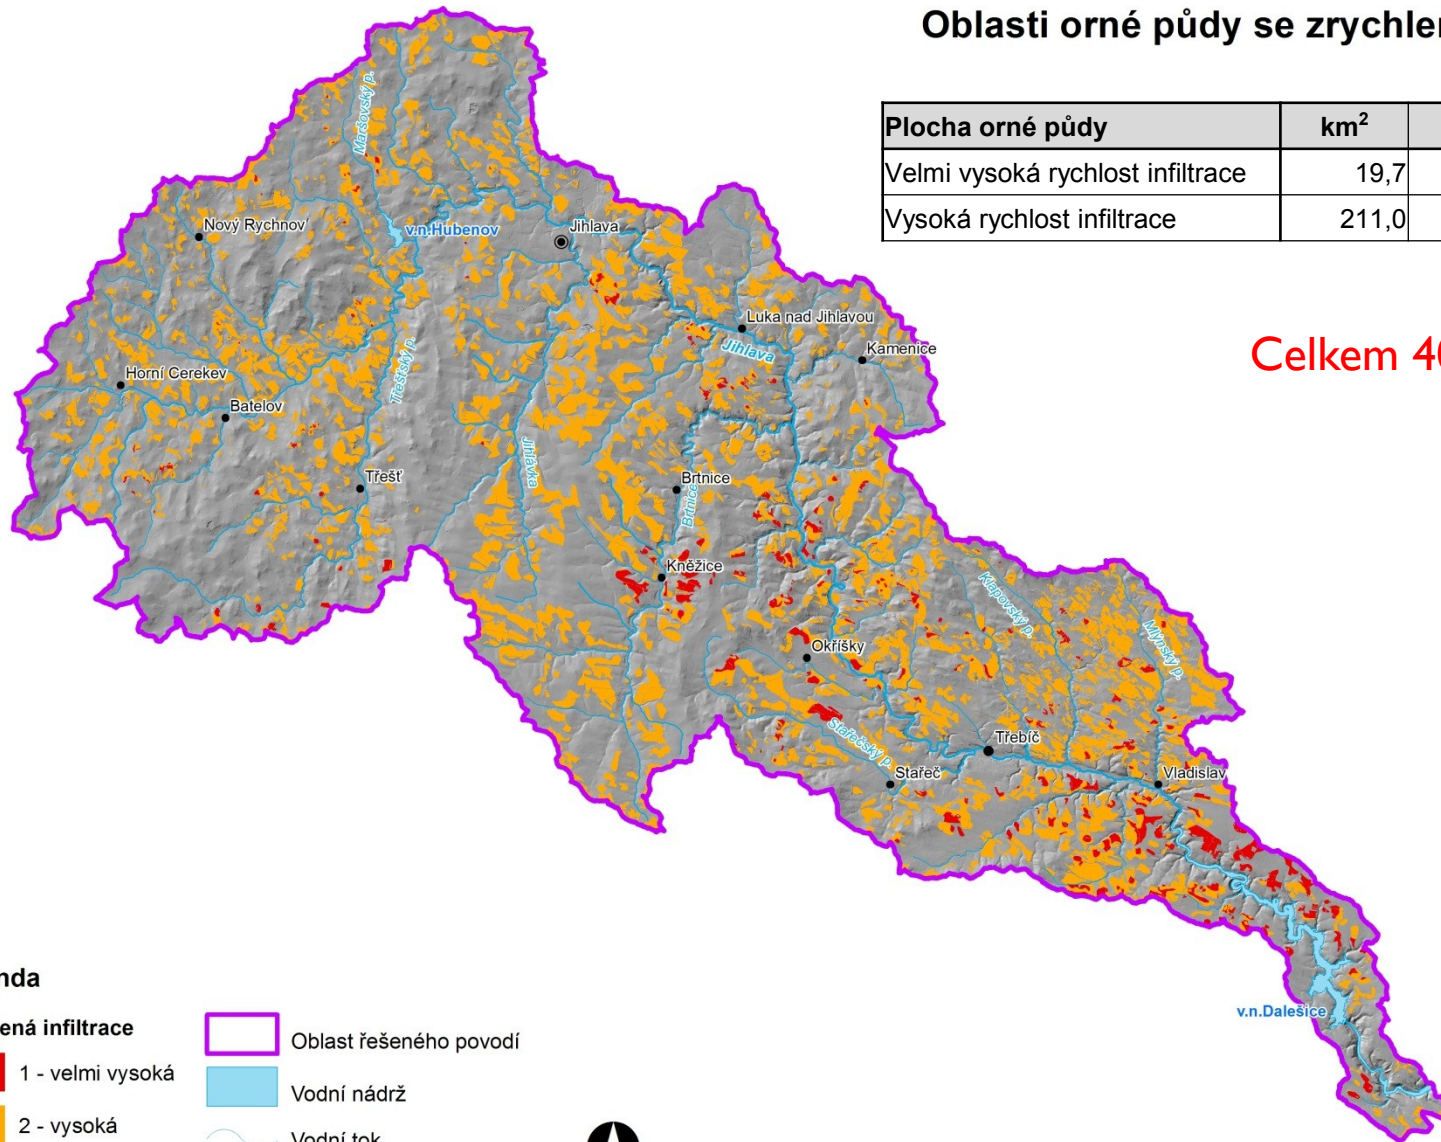 Oblasti orné půdy se zrychlen
Plocha orné půdy km²
Velmi vysoká rychlost infiltrace 19,7
Vysoká rychlost infiltrace 211,0
Celkem 40
Maršovský p.
Nový Rychnov
v.n.Hubenov
Jihlava
Luka nad Jihlavou
Jihlava
Kamenice
Horní Cerekev
Třešťský p.
Batelov
Jihlávka
Třešť
Brtnice
Brtnice
Kněžice
Klapovský p.
Mlýnský p.
Okříšky
Stařečský p.
Třebíč
Stařeč
Vladislav
v.n.Dalešice
nda
ená infiltrace
1 - velmi vysoká
2 - vysoká
Oblast řešeného povodí
Vodní nádrž
Vodní tok